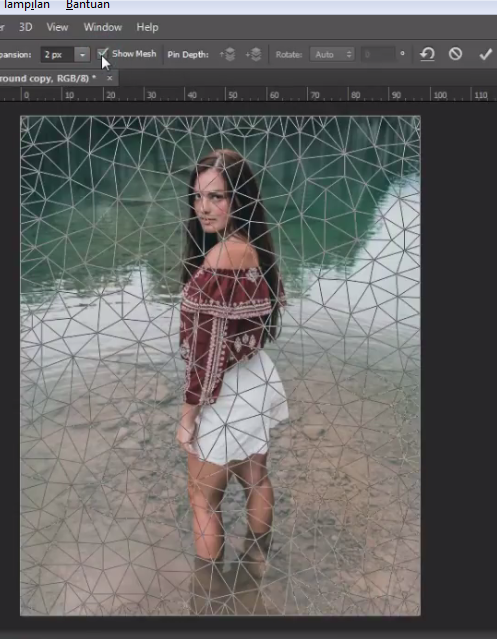 Tampilan Bantuan
3D View Window Help
2 px Show Mesh Pin Depth: Rotate: Auto 0 °
round copy, RGB/8) * ×
0 10 20 30 40 50 60 70 80 90 100 110